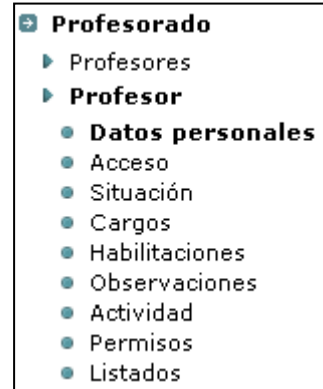 Profesorado
Profesores
Profesor
Datos personales
Acceso
Situación
Cargos
Habilitaciones
Observaciones
Actividad
Permisos
Listados